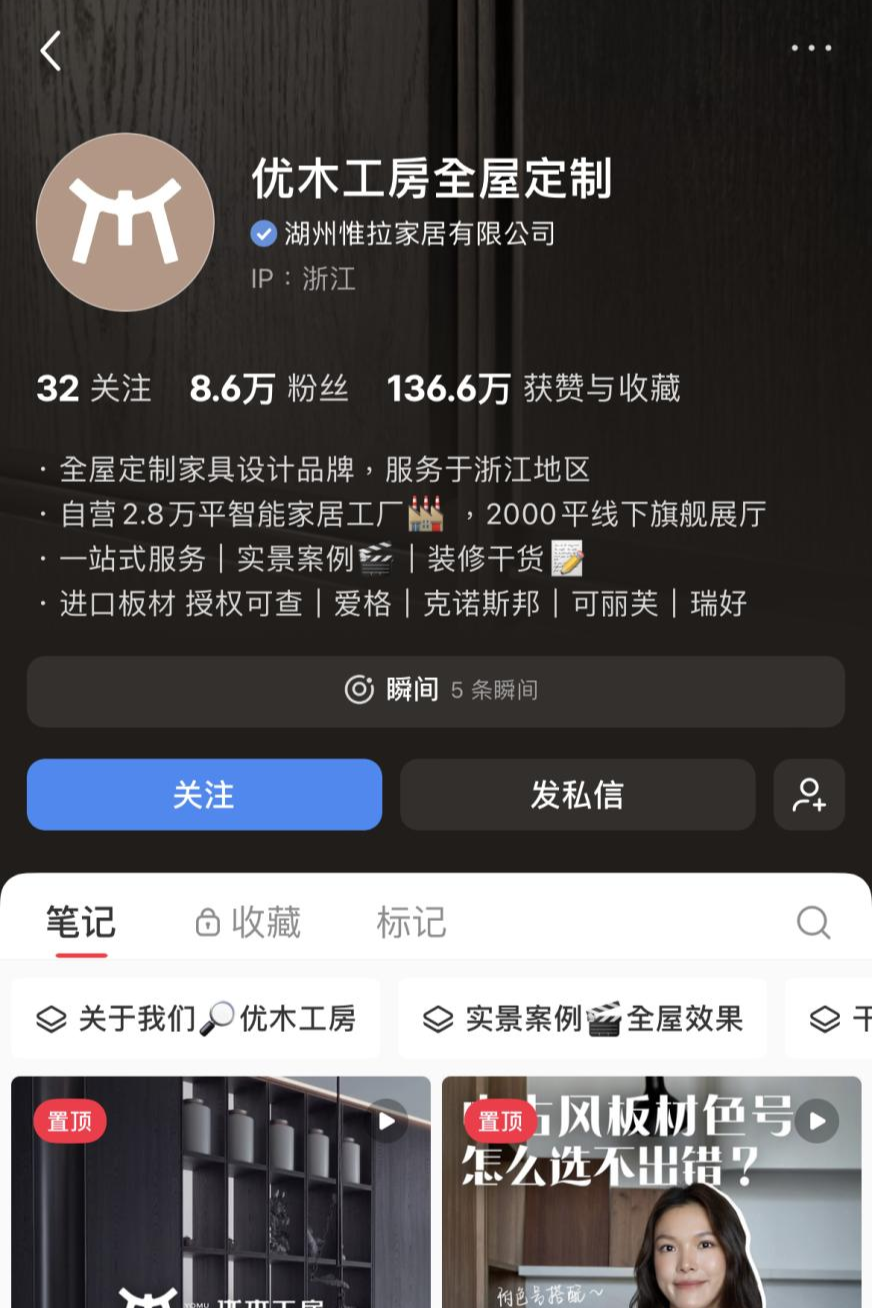 优木工房全屋定制
湖州惟拉家居有限公司
IP：浙江
32 关注 8.6万 粉丝 136.6万 获赞与收藏
· 全屋定制家具设计品牌，服务于浙江地区
· 自营2.8万平智能家居工厂🏭，2000平线下旗舰展厅
· 一站式服务｜实景案例🎬｜装修干货📝
· 进口板材 授权可查｜爱格｜克诺斯邦｜可丽芙｜瑞好
瞬间 5 条瞬间
关注 发私信
笔记 收藏 标记
关于我们🔎优木工房 实景案例🎬全屋效果
置顶
置顶 古风板材色号
怎么选不出错？
附色号搭配~
YOMU